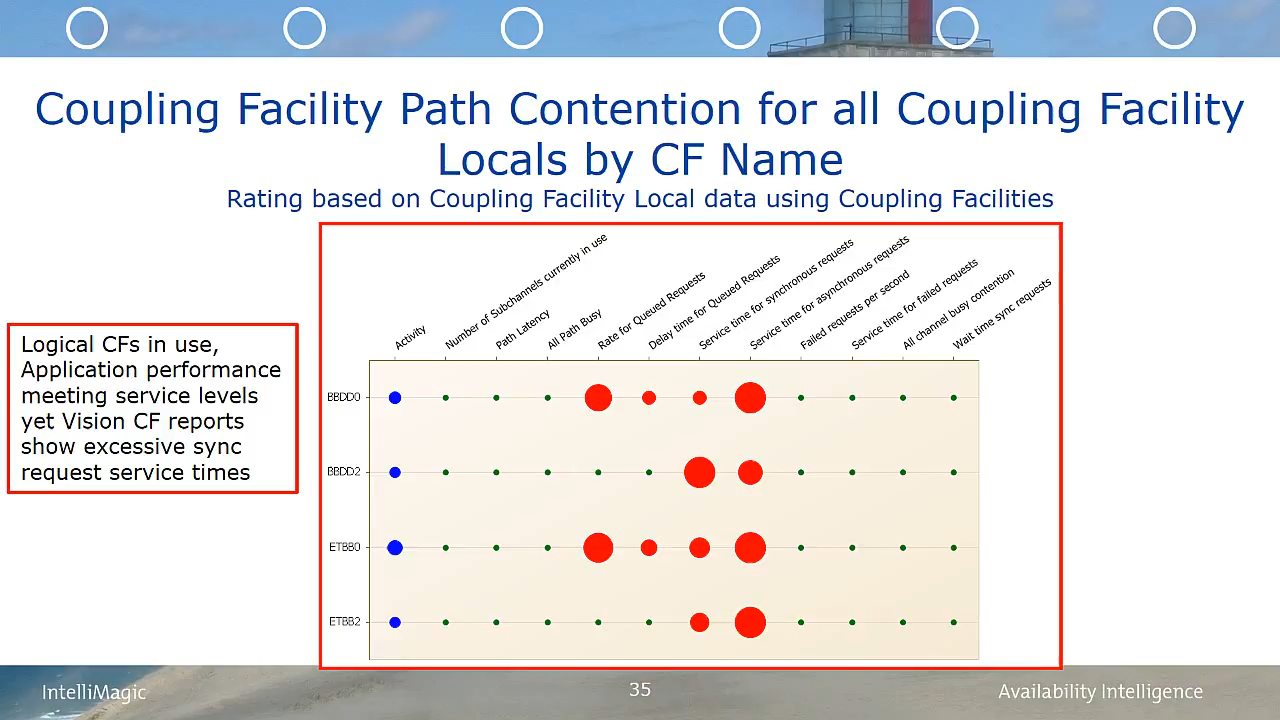 Coupling Facility Path Contention for all Coupling Facility
Locals by CF Name
Rating based on Coupling Facility Local data using Coupling Facilities
Logical CFs in use,
Application performance
meeting service levels
yet Vision CF reports
show excessive sync
request service times
Activity
Number of Subchannels currently in use
Path Latency
All Path Busy
Rate for Queued Requests
Delay time for Queued Requests
Service time for synchronous requests
Service time for asynchronous requests
Failed requests per second
Service time for failed requests
All channel busy contention
Wait time sync requests
BBDD0
BBDD2
ETBB0
ETBB2
IntelliMagic
35
Availability Intelligence